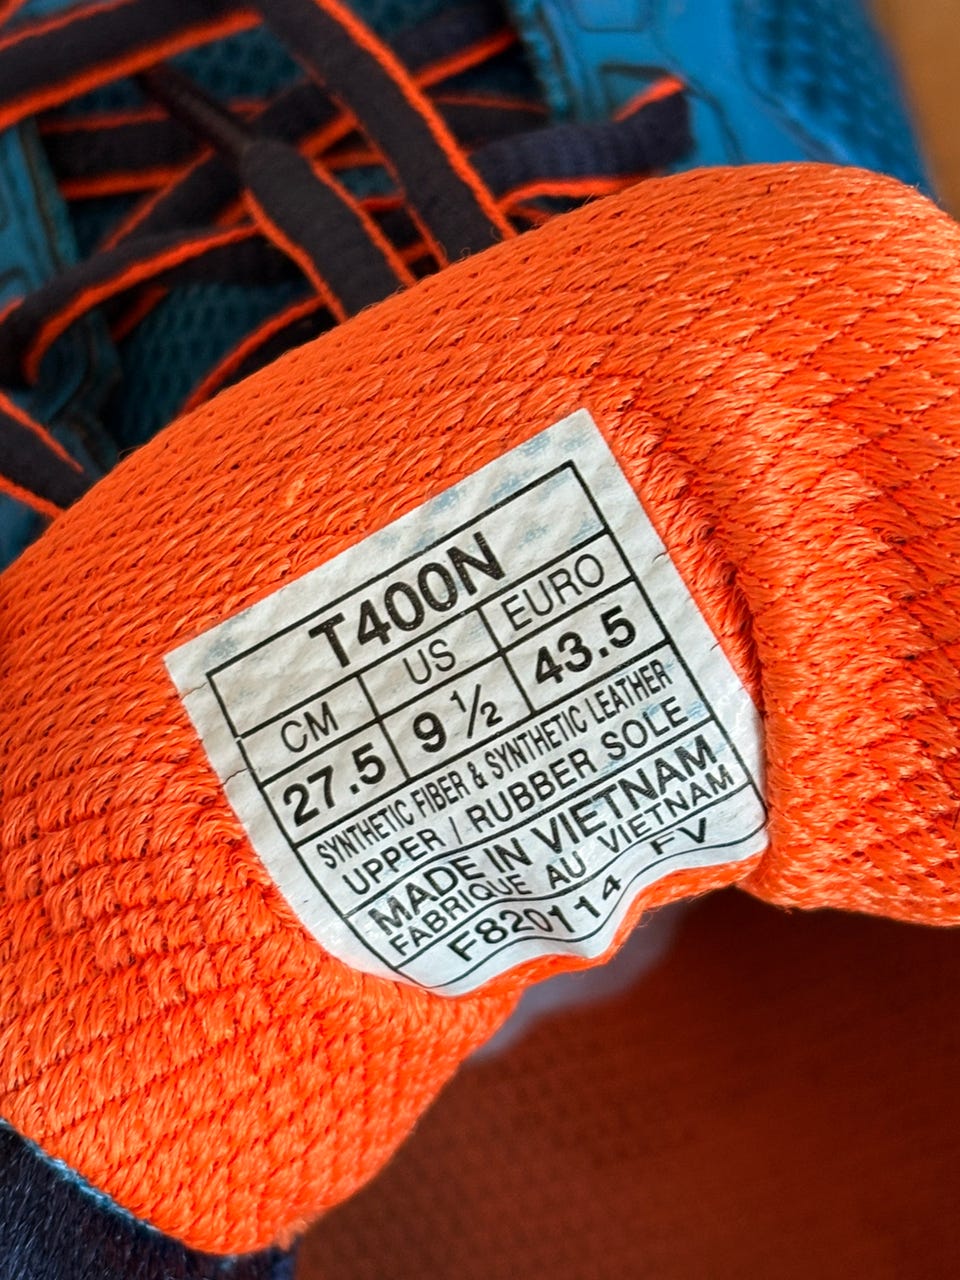 T400N
CM US EURO
27.5 9 ½ 43.5
SYNTHETIC FIBER & SYNTHETIC LEATHER
UPPER / RUBBER SOLE
MADE IN VIETNAM
FABRIQUE AU VIETNAM
F820114 FV